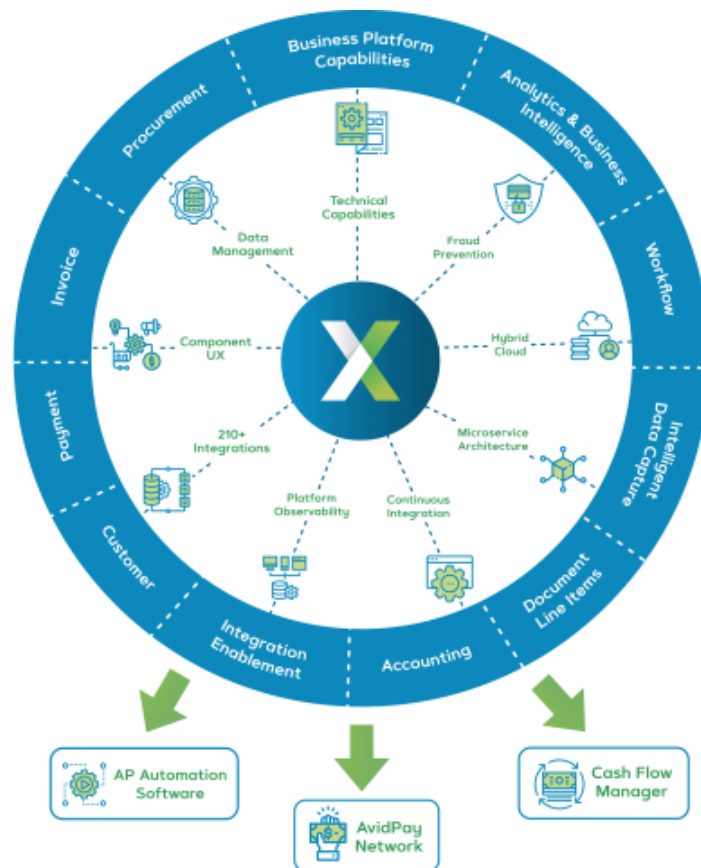 Business Platform
Capabilities
Analytics & Business
Intelligence
Workflow
Intelligent
Data Capture
Document
Line Items
Accounting
Integration
Enablement
Customer
Payment
Invoice
Procurement
Technical
Capabilities
Fraud
Prevention
Hybrid
Cloud
Microservice
Architecture
Continuous
Integration
Platform
Observability
210+
Integrations
Component
UX
Data
Management
AP Automation
Software
AvidPay
Network
Cash Flow
Manager